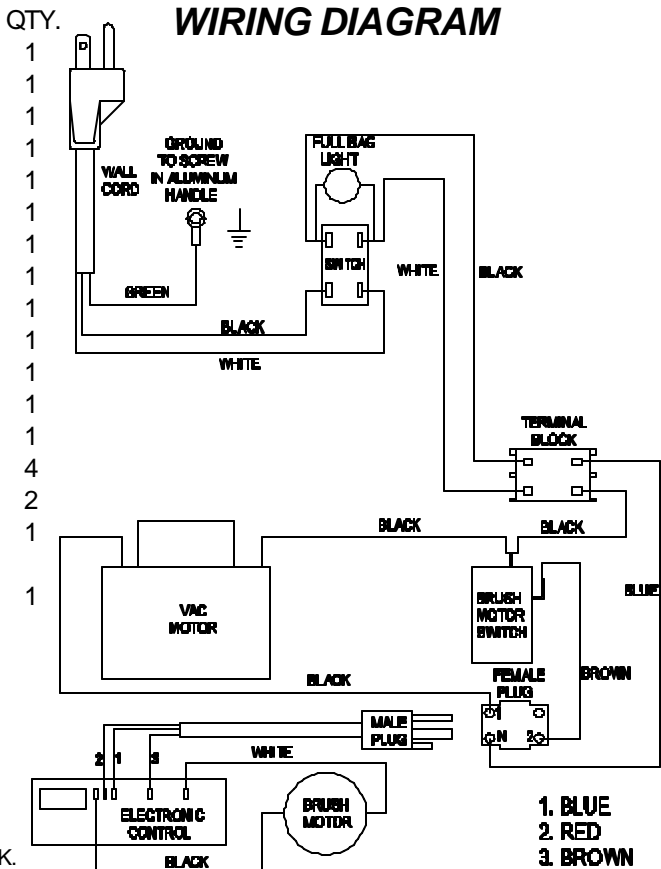 QTY.
WIRING DIAGRAM
1
1
1
1
1
1
1
1
1
1
1
1
1
4
2
1
1
D
WALL
CORD
GROUND
TO SCREW
IN ALUMINUM
HANDLE
FULL BAG
LIGHT
SWITCH
GREEN
BLACK
WHITE
WHITE
BLACK
TERMINAL
BLOCK
BLACK
BLACK
VAC
MOTOR
BRUSH
MOTOR
SWITCH
BLUE
BLACK
FEMALE
PLUG
BROWN
1
N
2
MALE
PLUG
2
1
3
WHITE
ELECTRONIC
CONTROL
BRUSH
MOTOR
BLACK
1. BLUE
2. RED
3. BROWN
K.